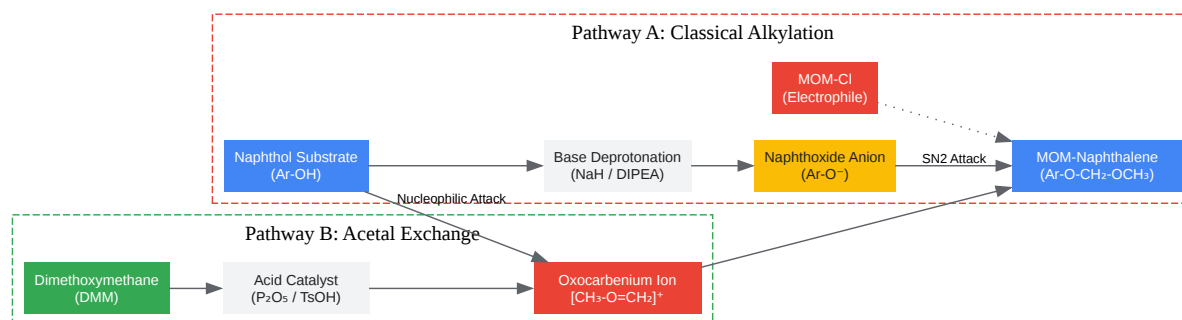 Pathway A: Classical Alkylation
MOM-Cl
(Electrophile)
Naphthol Substrate
(Ar-OH)
Base Deprotonation
(NaH / DIPEA)
Naphthoxide Anion
(Ar-O⁻)
SN2 Attack
MOM-Naphthalene
(Ar-O-CH₂-OCH₃)
Nucleophilic Attack
Pathway B: Acetal Exchange
Dimethoxymethane
(DMM)
Acid Catalyst
(P₂O₅ / TsOH)
Oxocarbenium Ion
[CH₃-O=CH₂]⁺